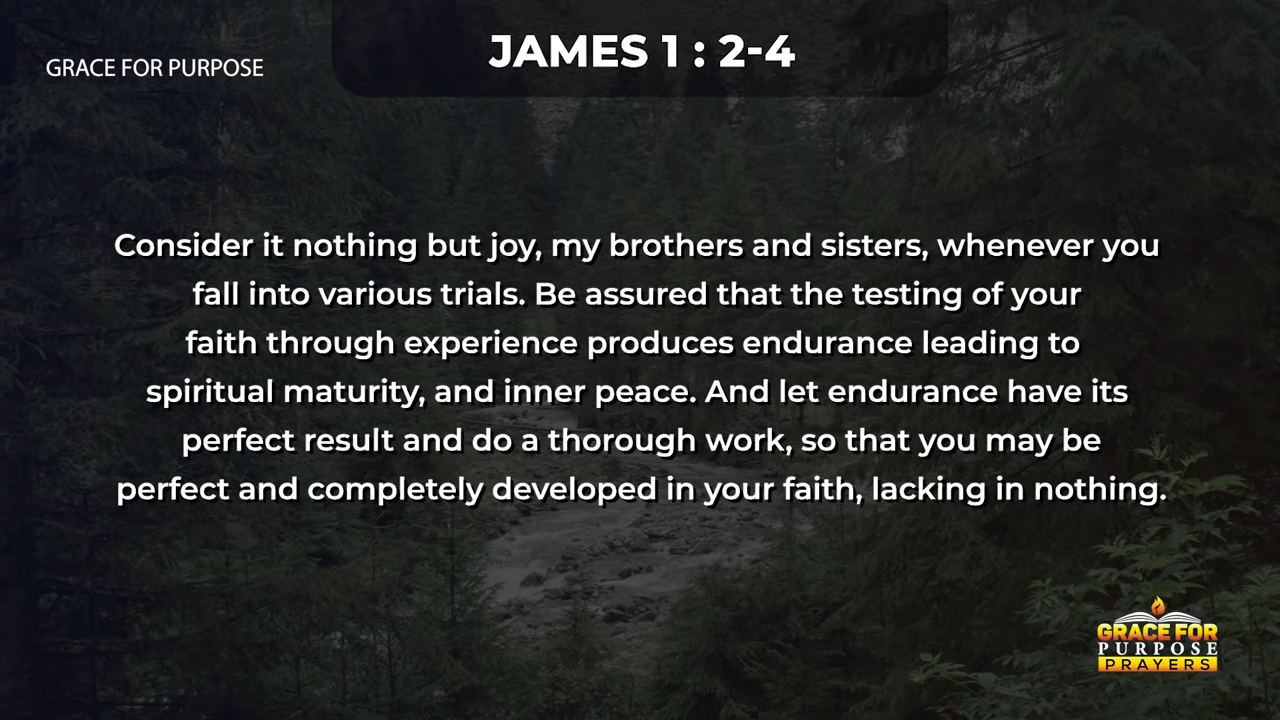 JAMES 1 : 2-4
GRACE FOR PURPOSE
Consider it nothing but joy, my brothers and sisters, whenever you
fall into various trials. Be assured that the testing of your
faith through experience produces endurance leading to
spiritual maturity, and inner peace. And let endurance have its
perfect result and do a thorough work, so that you may be
perfect and completely developed in your faith, lacking in nothing.
GRACE FOR
PURPOSE
PRAYERS